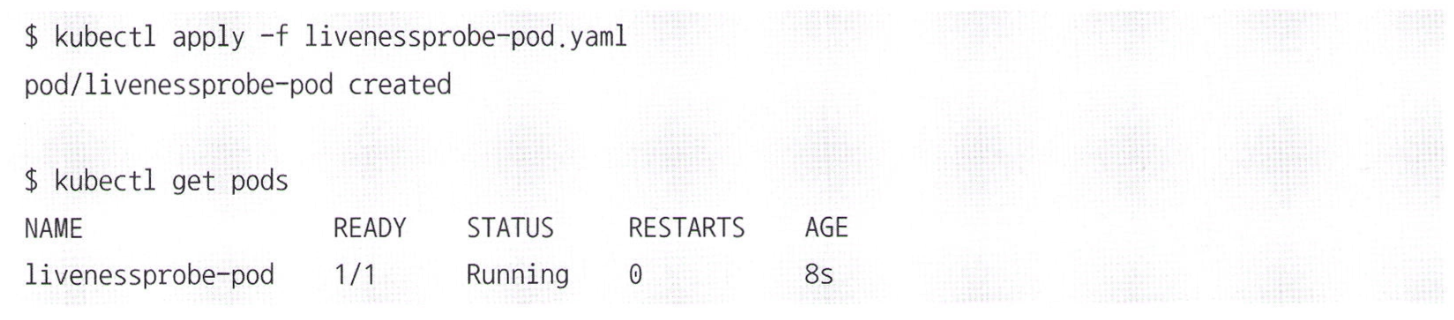 $ kubectl apply -f livenessprobe-pod.yaml
pod/livenessprobe-pod created
$ kubectl get pods
NAME READY STATUS RESTARTS AGE
livenessprobe-pod 1/1 Running 0 8s